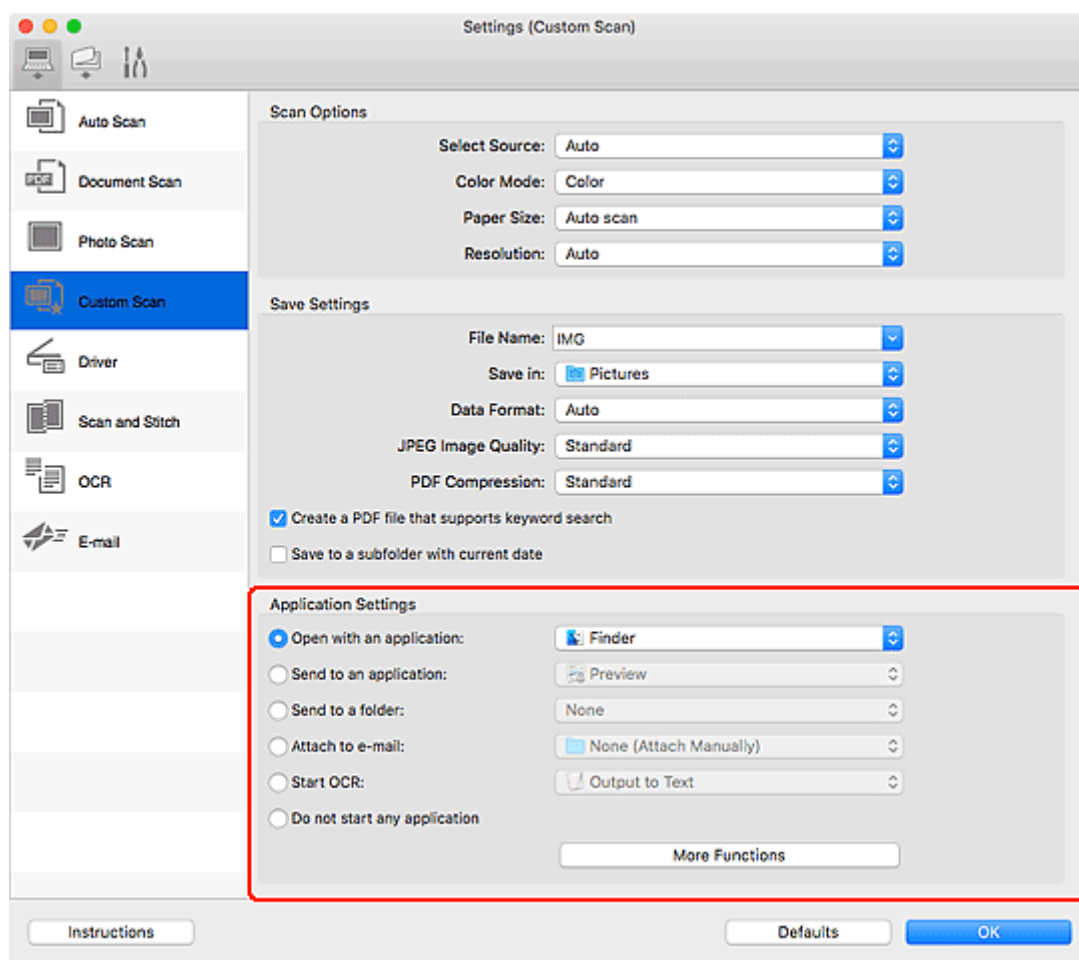 Settings (Custom Scan)
Auto Scan
Document Scan
Photo Scan
Custom Scan
Driver
Scan and Stitch
OCR
E-mail
Scan Options
Select Source: Auto
Color Mode: Color
Paper Size: Auto scan
Resolution: Auto
Save Settings
File Name: IMG
Save in: Pictures
Data Format: Auto
JPEG Image Quality: Standard
PDF Compression: Standard
Create a PDF file that supports keyword search
Save to a subfolder with current date
Application Settings
Open with an application: Finder
Send to an application: Preview
Send to a folder: None
Attach to e-mail: None (Attach Manually)
Start OCR: Output to Text
Do not start any application
More Functions
Instructions Defaults OK